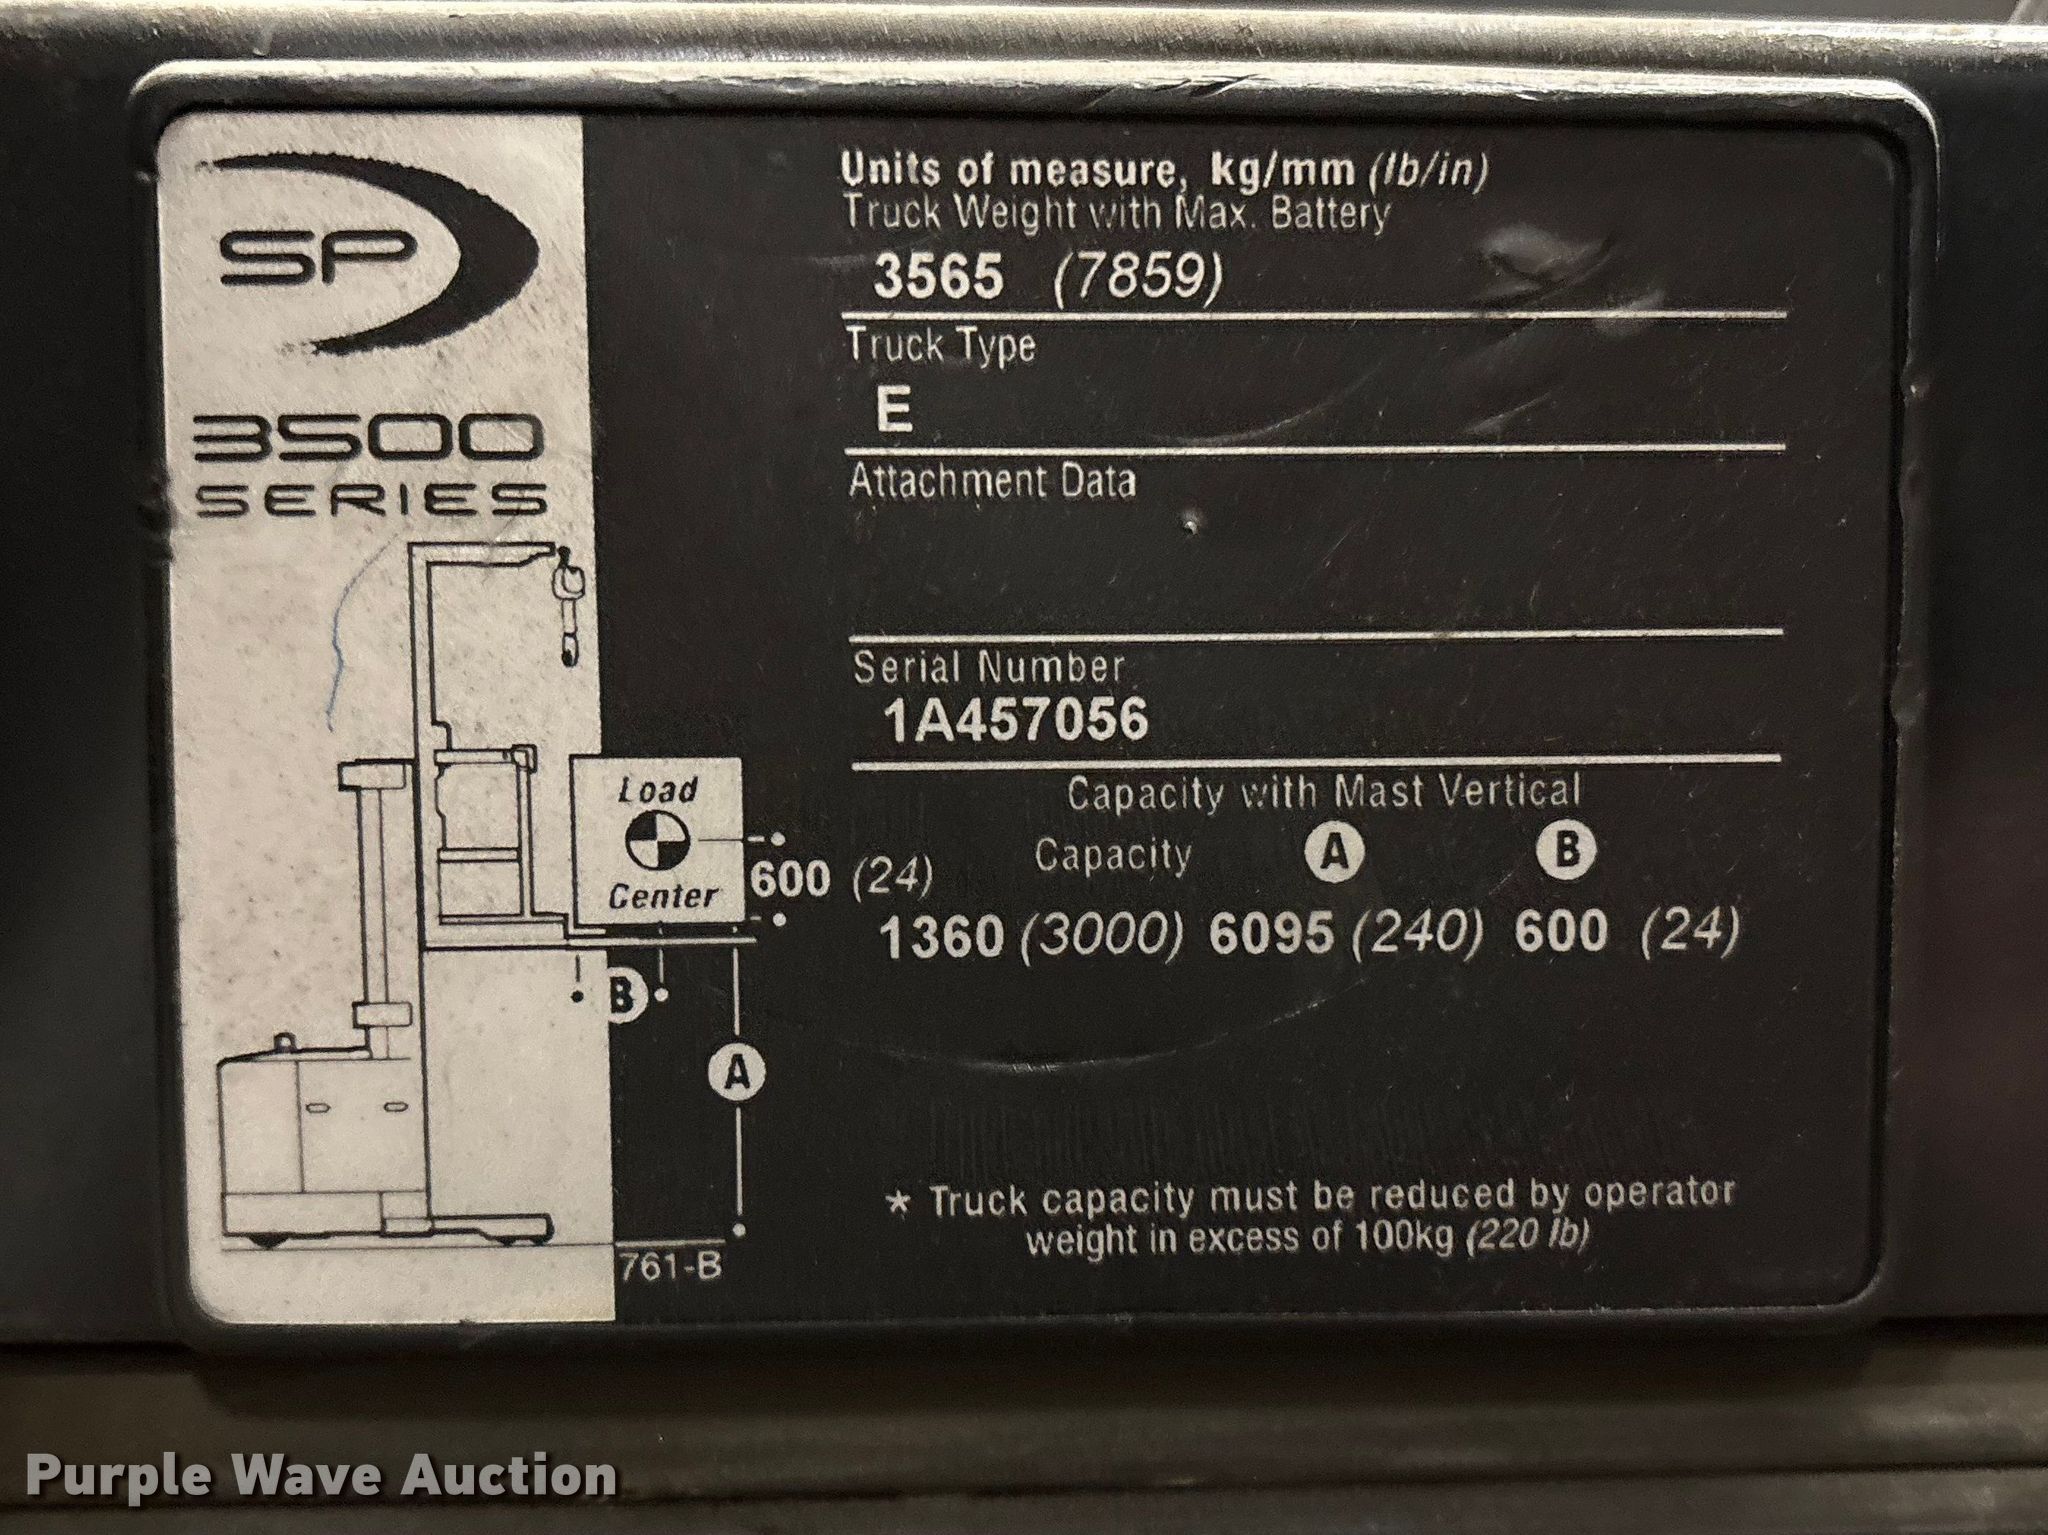 SP
3500
SERIES
Load
Center
600 (24)
B
A
761-B
Units of measure, kg/mm (lb/in)
Truck Weight with Max. Battery
3565 (7859)
Truck Type
E
Attachment Data
Serial Number
1A457056
Capacity with Mast Vertical
Capacity A B
1360 (3000) 6095 (240) 600 (24)
* Truck capacity must be reduced by operator
weight in excess of 100kg (220 lb)
Purple Wave Auction